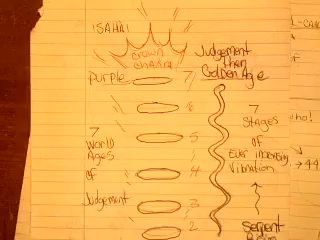 ISAHIH
Crown
Chakra
Judgement
then
Golden Age
Purple
7
6
7
Stages
of
7
World
Ages
of
5
Ever increasing
Vibration
4
Judgement
3
2
Serpent